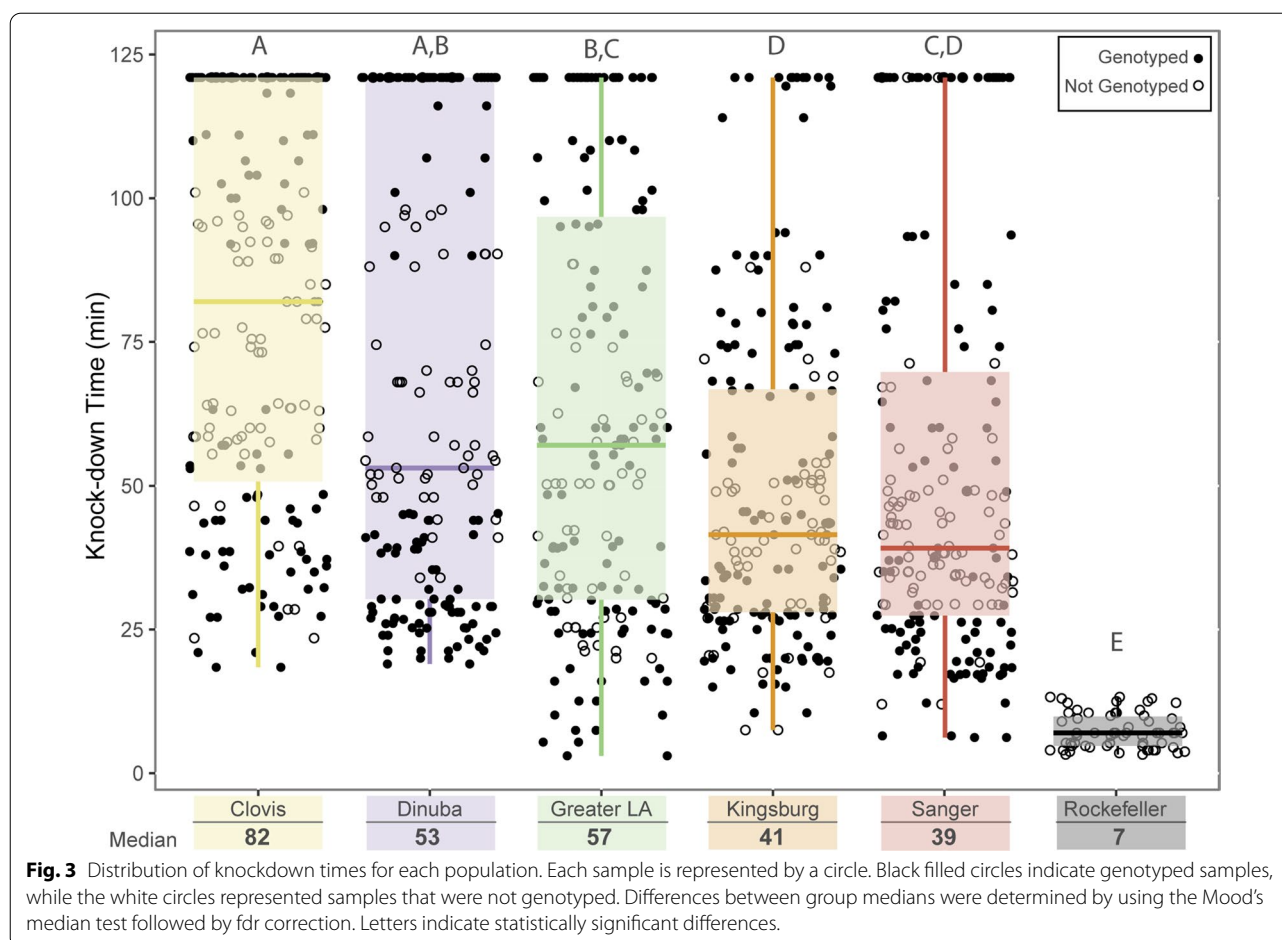 A A,B B,C D C,D
Genotyped
Not Genotyped
125
100
75
50
25
0
Knock-down Time (min)
E
Clovis Dinuba Greater LA Kingsburg Sanger Rockefeller
Median 82 53 57 41 39 7
Fig. 3 Distribution of knockdown times for each population. Each sample is represented by a circle. Black filled circles indicate genotyped samples,
while the white circles represented samples that were not genotyped. Differences between group medians were determined by using the Mood's
median test followed by fdr correction. Letters indicate statistically significant differences.